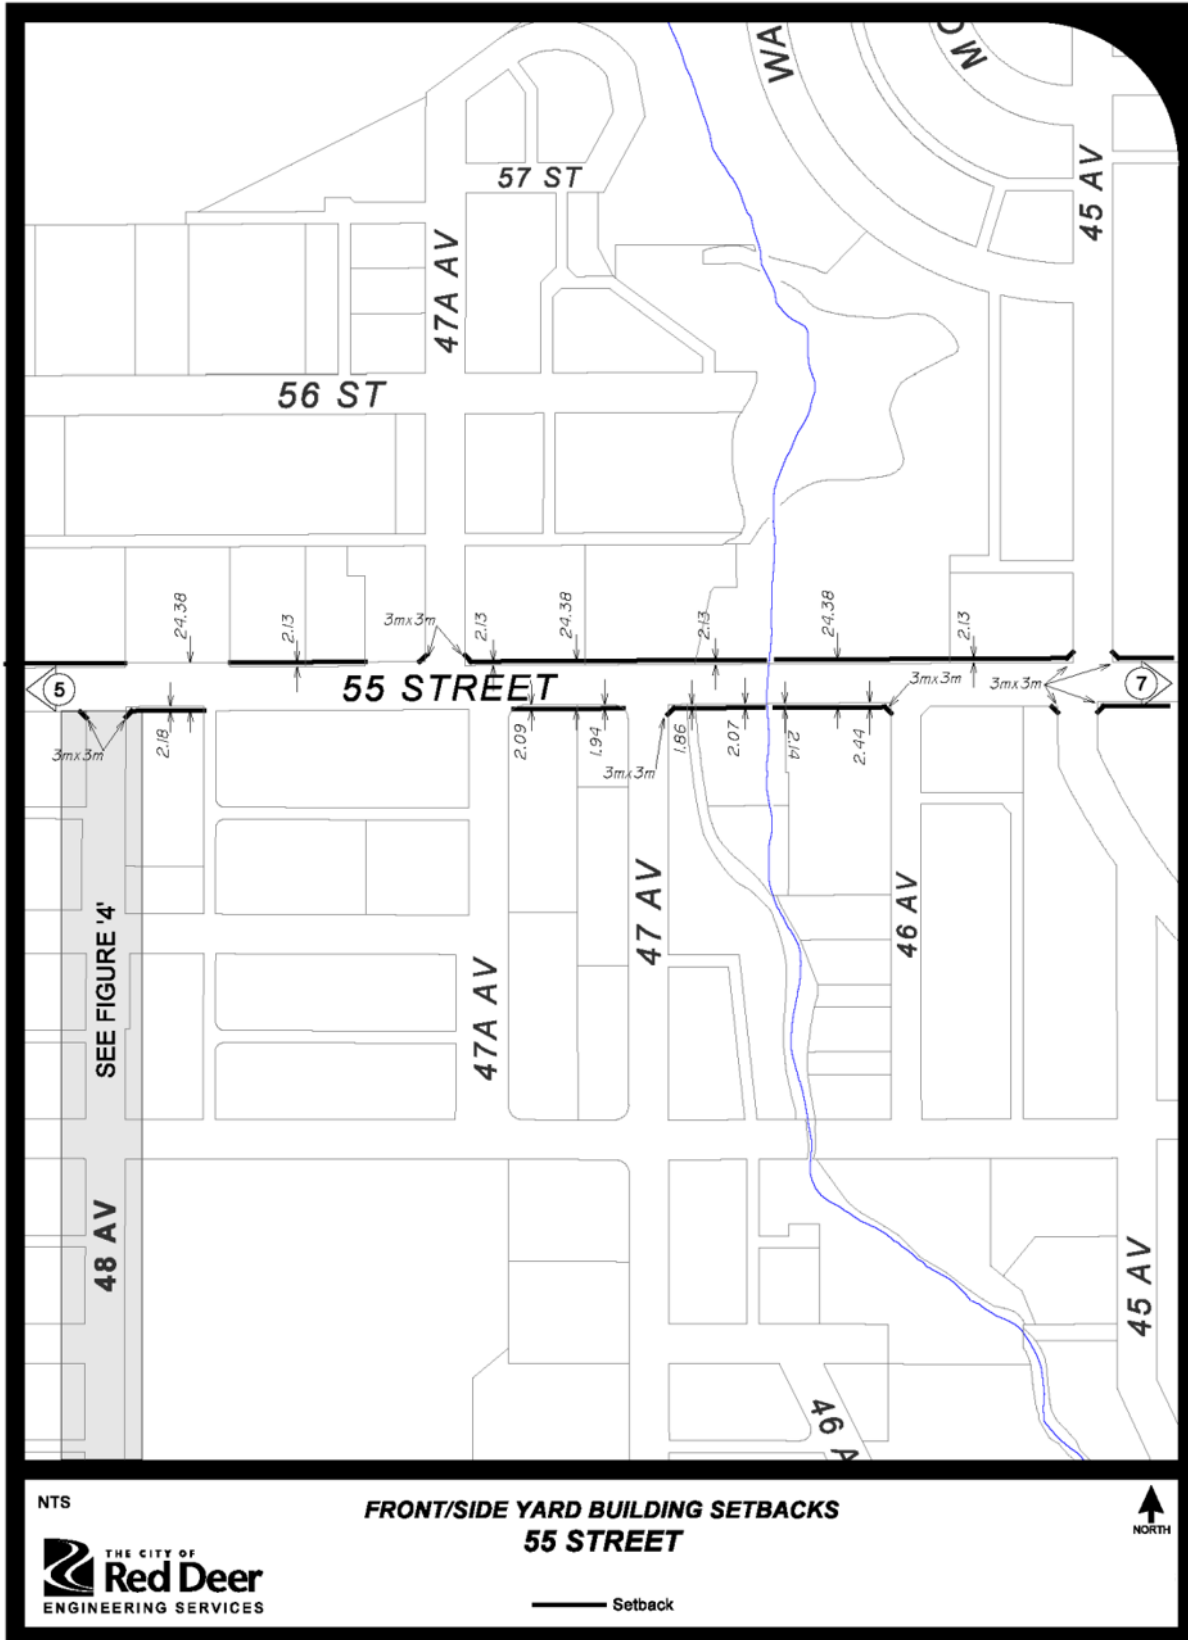 WA
MC
57 ST
45 AV
47A AV
56 ST
24.38
2.13
3mx3m
2.13
24.38
2.13
24.38
2.13
5
55 STREET
3mx3m
3mx3m
7
3mx3m
2.18
2.09
1.94
3mx3m
1.86
2.07
2.14
2.44
SEE FIGURE '4'
47 AV
46 AV
47A AV
48 AV
45 AV
46 A
NTS
FRONT/SIDE YARD BUILDING SETBACKS
55 STREET
NORTH
THE CITY OF
Red Deer
ENGINEERING SERVICES
Setback